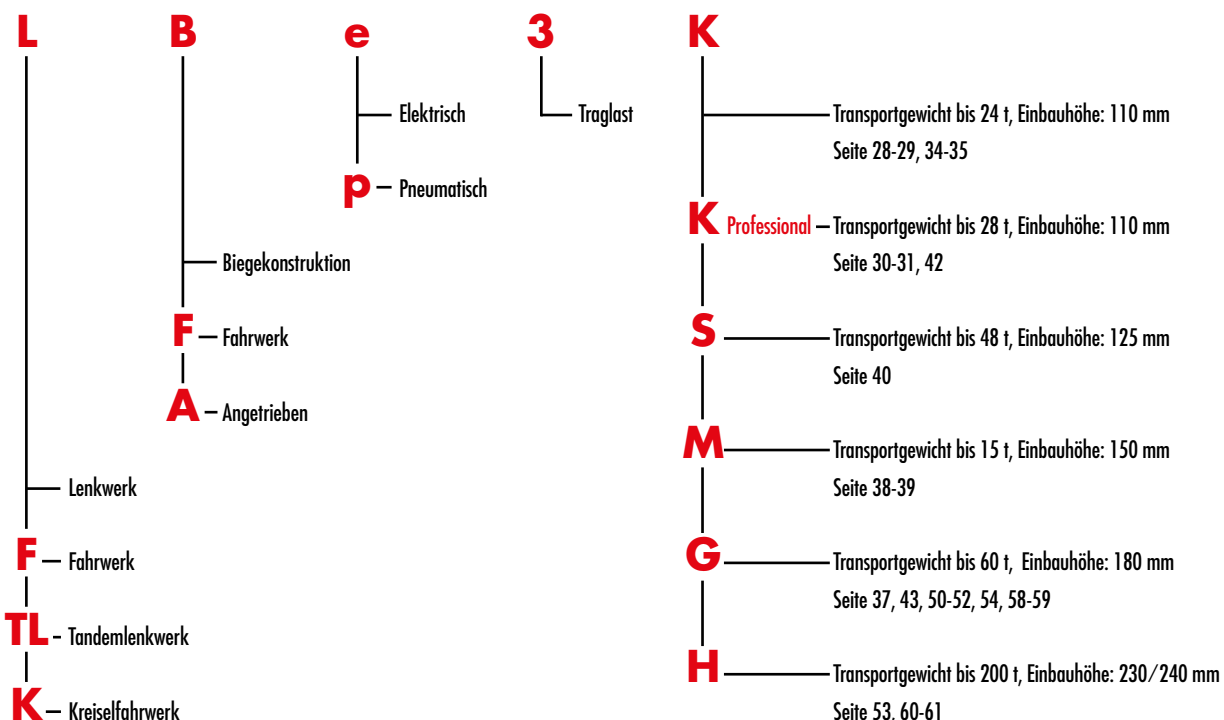 L B e 3 K
Elektrisch
Traglast
Transportgewicht bis 24 t, Einbauhöhe: 110 mm
Seite 28-29, 34-35
p Pneumatisch
K Professional Transportgewicht bis 28 t, Einbauhöhe: 110 mm
Seite 30-31, 42
Biegekonstruktion
F Fahrwerk
S Transportgewicht bis 48 t, Einbauhöhe: 125 mm
Seite 40
A Angetrieben
M Transportgewicht bis 15 t, Einbauhöhe: 150 mm
Seite 38-39
Lenkwerk
F Fahrwerk
G Transportgewicht bis 60 t, Einbauhöhe: 180 mm
Seite 37, 43, 50-52, 54, 58-59
TL Tandemlenkwerk
H Transportgewicht bis 200 t, Einbauhöhe: 230/240 mm
Seite 53, 60-61
K Kreiselfahrwerk